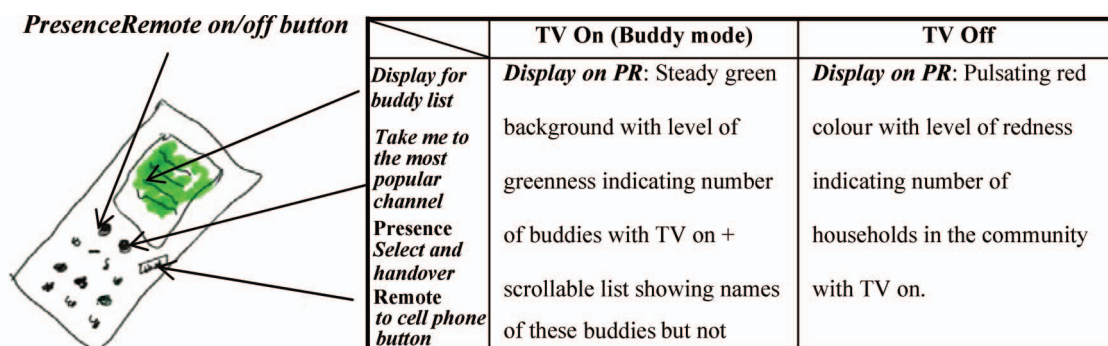 PresenceRemote on/off button
TV On (Buddy mode)
TV Off
Display for
buddy list
Take me to
the most
popular
channel
Presence
Select and
handover
Remote
to cell phone
button
Display on PR: Steady green
background with level of
greenness indicating number
of buddies with TV on +
scrollable list showing names
of these buddies but not
Display on PR: Pulsating red
colour with level of redness
indicating number of
households in the community
with TV on.